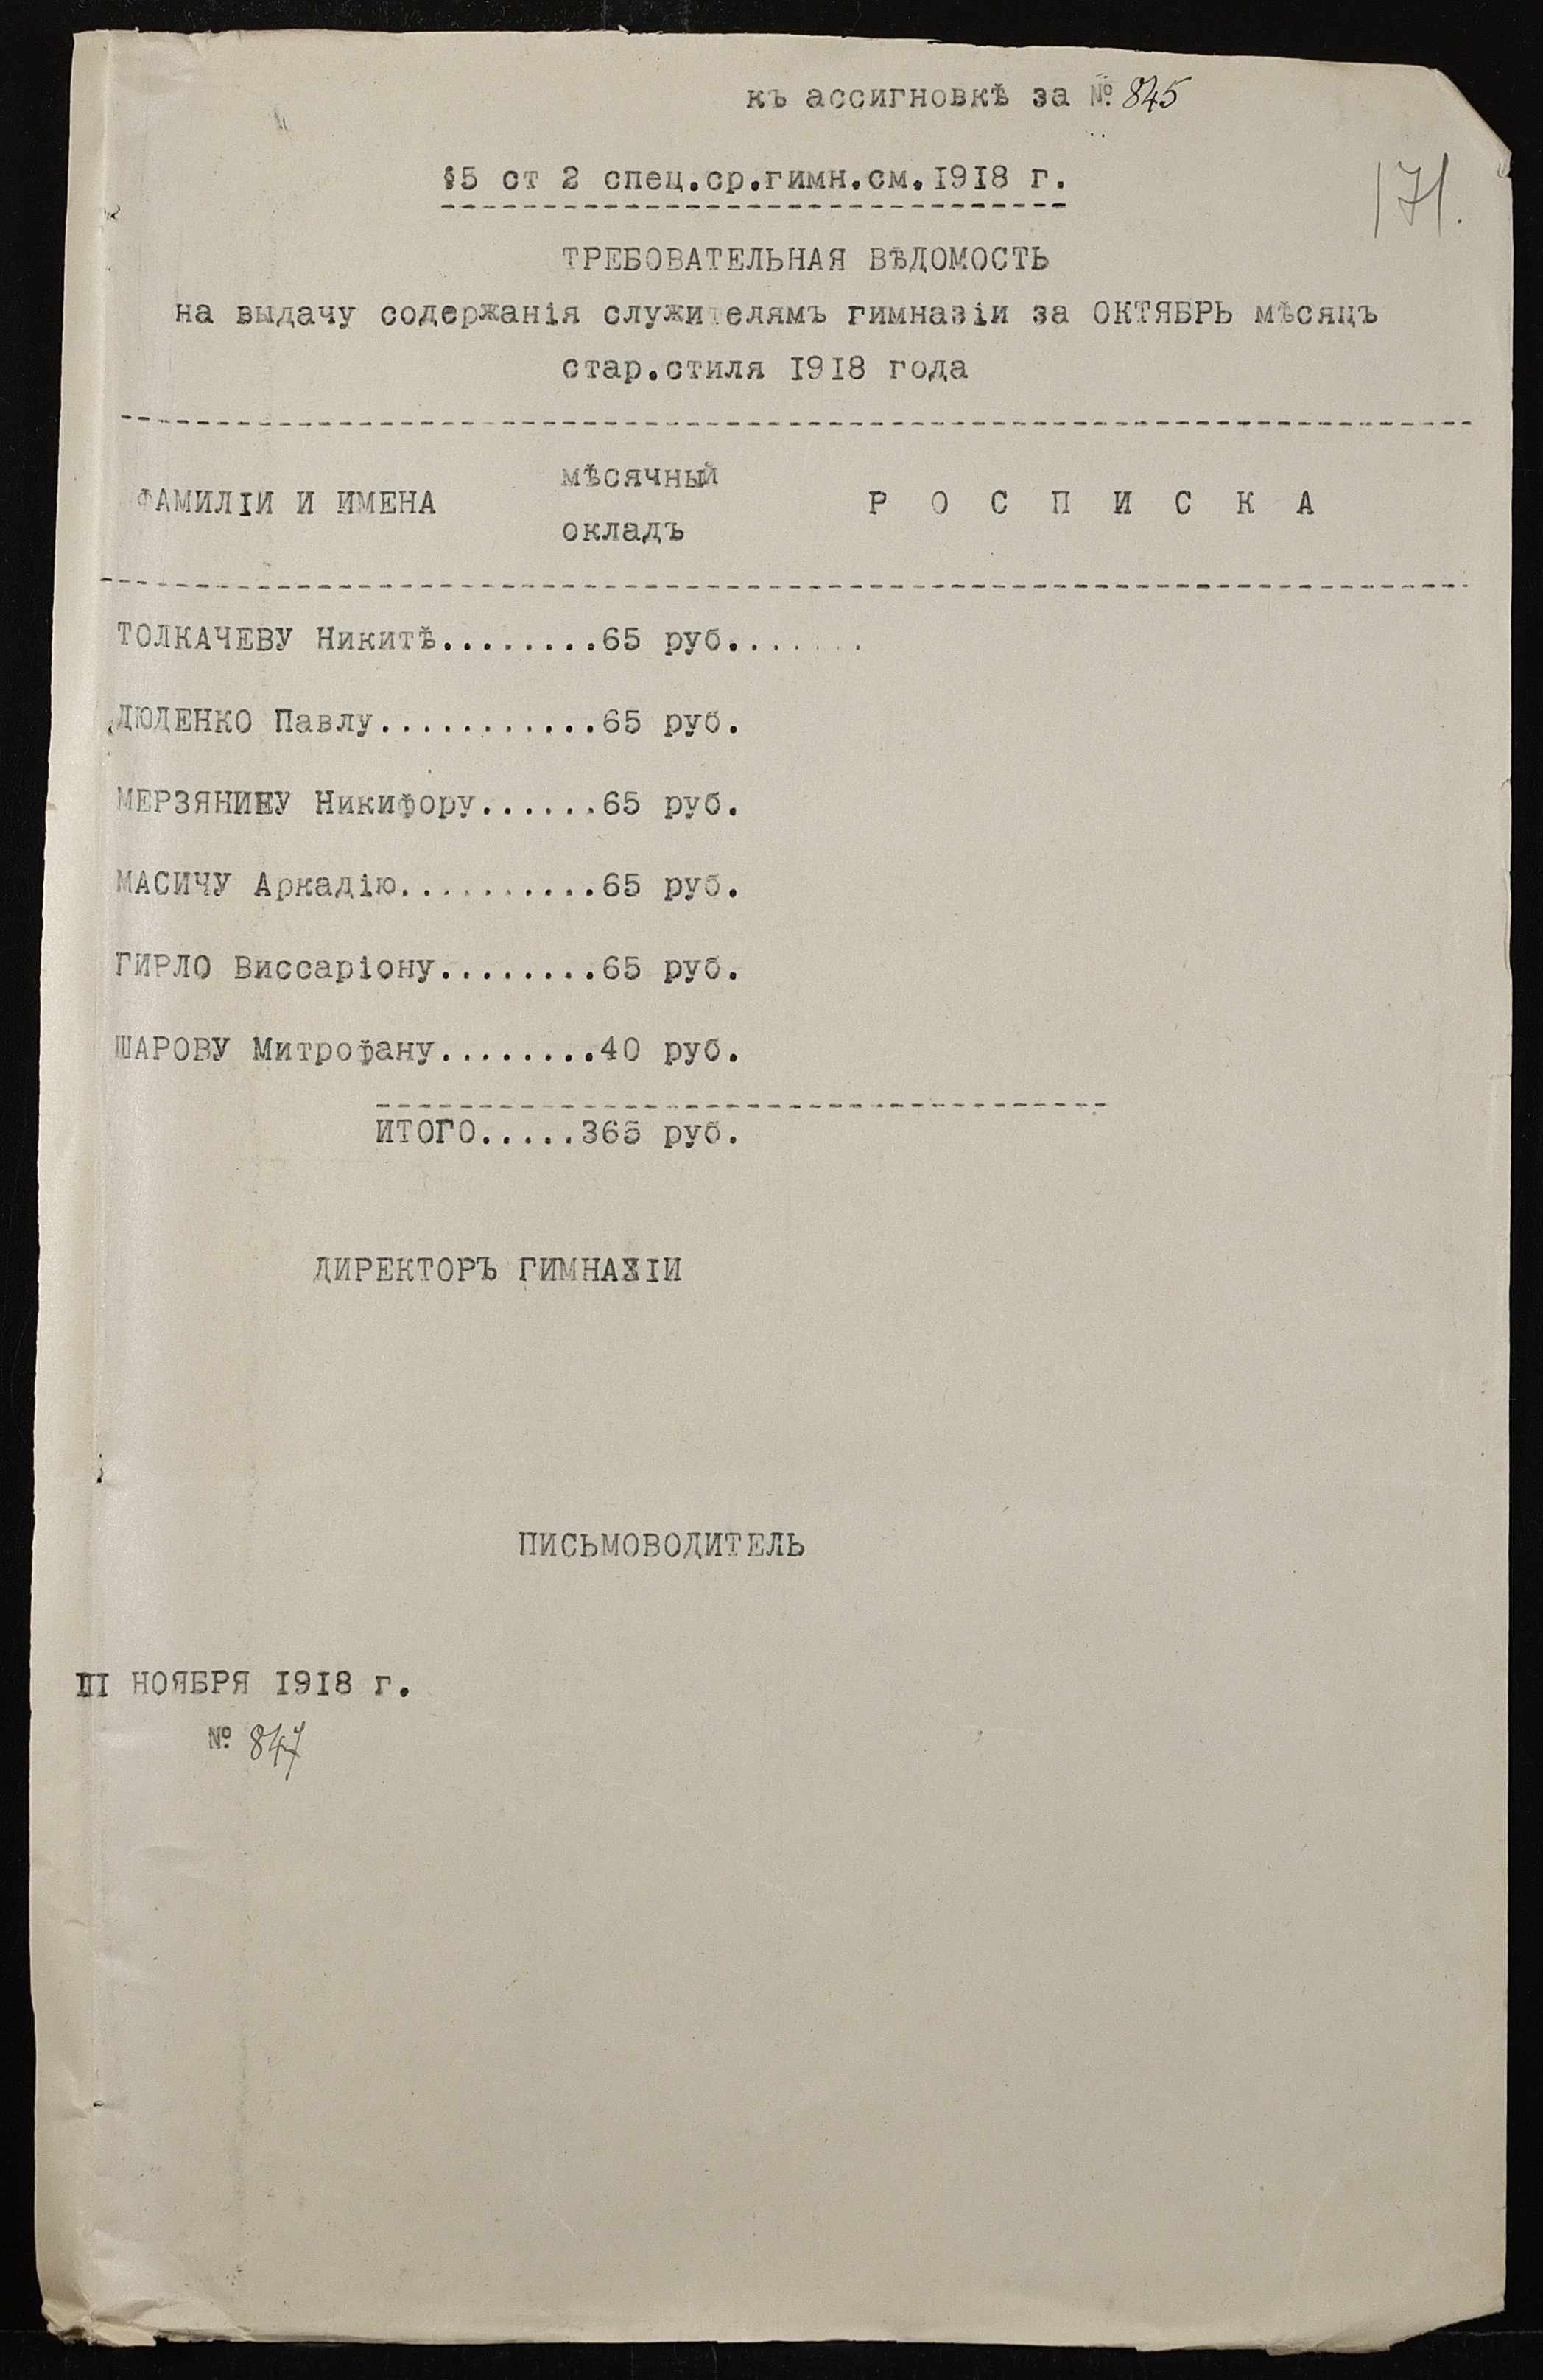 къ ассигновкѣ за № 845
171.
§5 ст 2 спец.ср.гимн.см.1918 г.
ТРЕБОВАТЕЛЬНАЯ ВѢДОМОСТЬ
на выдачу содержанія служителямъ гимназіи за ОКТЯБРЬ мѣсяцъ
стар.стиля 1918 года
ФАМИЛІИ И ИМЕНА
мѣсячный
окладъ
Р О С П И С К А
ТОЛКАЧЕВУ Никитѣ........65 руб.......
ДЮДЕНКО Павлу...........65 руб.
МЕРЗЯНИНУ Никифору......65 руб.
МАСИЧУ Аркадію..........65 руб.
ГИРЛО Виссаріону........65 руб.
ШАРОВУ Митрофану........40 руб.
ИТОГО.....365 руб.
ДИРЕКТОРЪ ГИМНАЗІИ
ПИСЬМОВОДИТЕЛЬ
НОЯБРЯ 1918 г.
№ 847